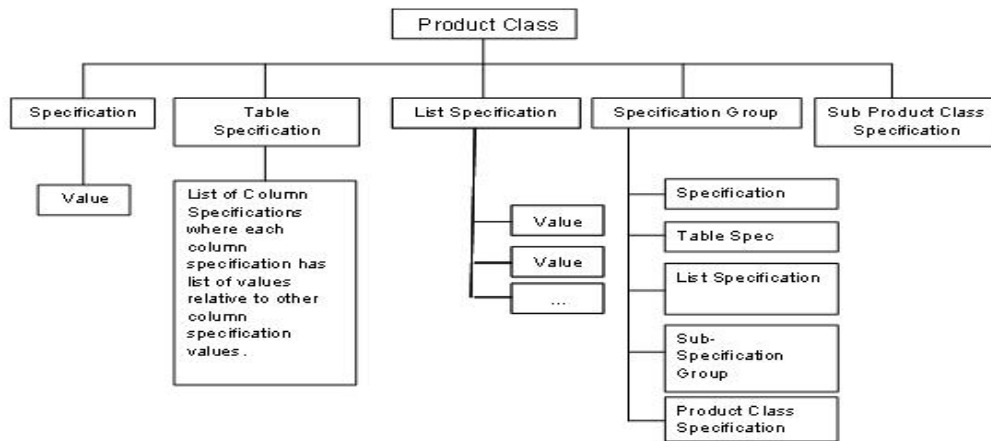 Product Class
Specification
Table
Specification
List Specification
Specification Group
Sub Product Class
Specification
Value
List of Column
Specifications
where each
column
specification has
list of values
relative to other
column
specification
values.
Value
Value
...
Specification
Table Spec
List Specification
Sub-
Specification
Group
Product Class
Specification